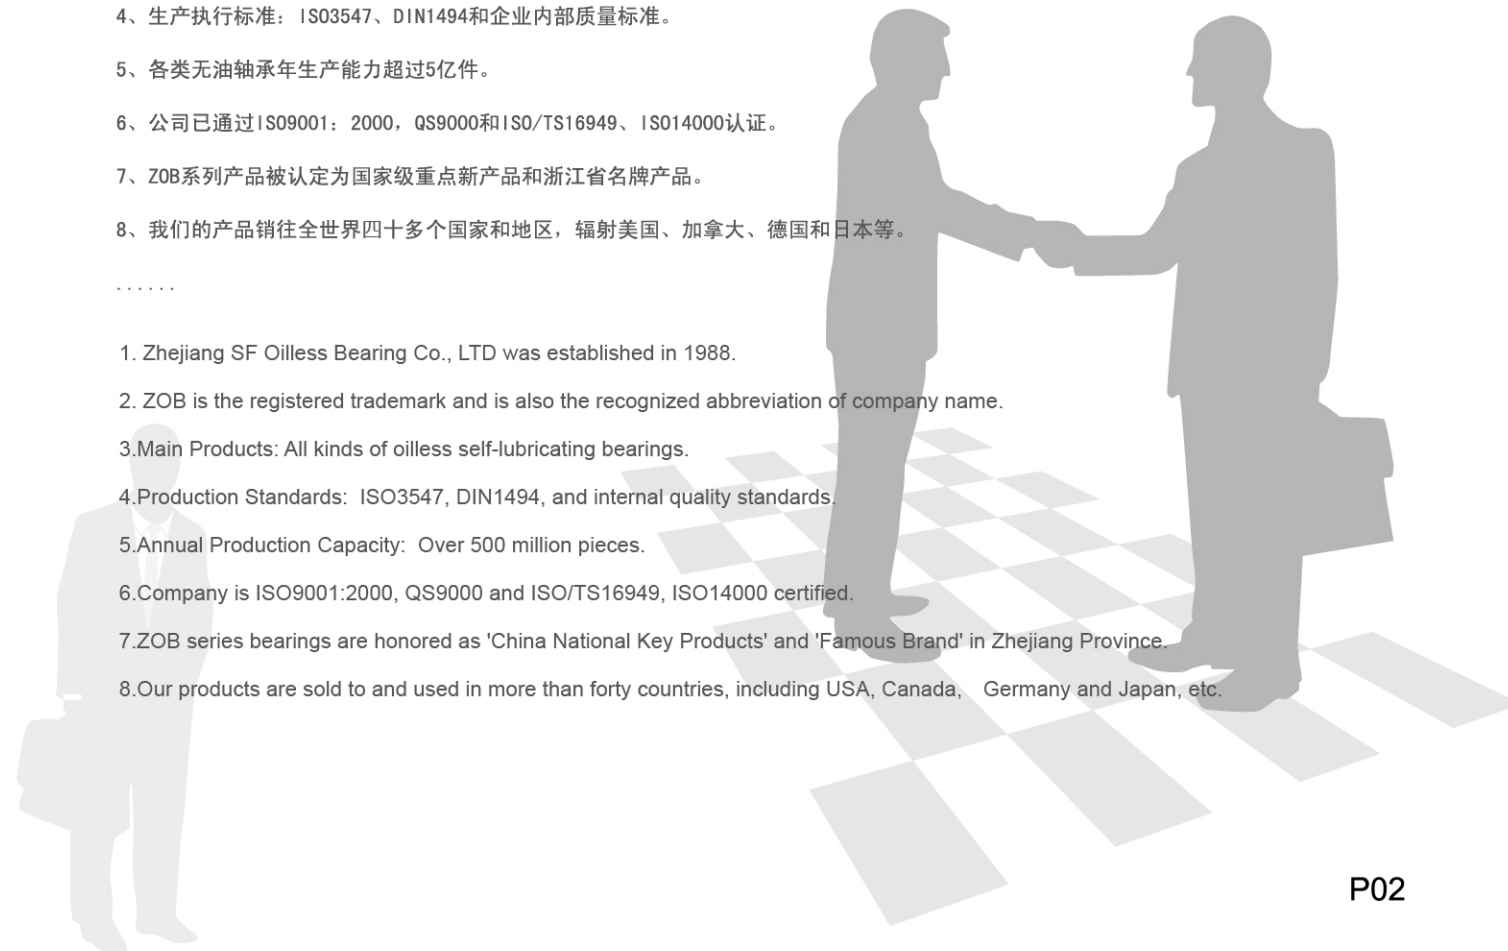 4、生产执行标准：ISO3547、DIN1494和企业内部质量标准。
5、各类无油轴承年生产能力超过5亿件。
6、公司已通过ISO9001：2000，QS9000和ISO/TS16949、ISO14000认证。
7、ZOB系列产品被认定为国家级重点新产品和浙江省名牌产品。
8、我们的产品销往全世界四十多个国家和地区，辐射美国、加拿大、德国和日本等。
......
1. Zhejiang SF Oilless Bearing Co., LTD was established in 1988.
2. ZOB is the registered trademark and is also the recognized abbreviation of company name.
3.Main Products: All kinds of oilless self-lubricating bearings.
4.Production Standards:  ISO3547, DIN1494, and internal quality standards.
5.Annual Production Capacity:  Over 500 million pieces.
6.Company is ISO9001:2000, QS9000 and ISO/TS16949, ISO14000 certified.
7.ZOB series bearings are honored as 'China National Key Products' and 'Famous Brand' in Zhejiang Province.
8.Our products are sold to and used in more than forty countries, including USA, Canada,   Germany and Japan, etc.
P02